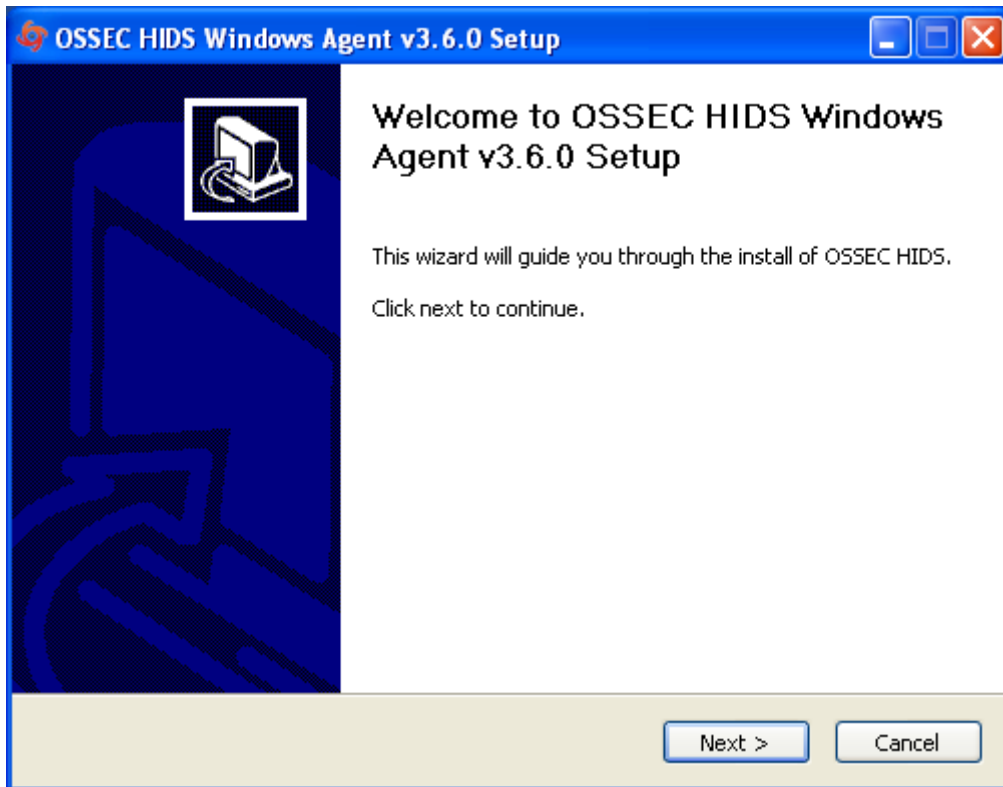 OSSEC HIDS Windows Agent v3.6.0 Setup
Welcome to OSSEC HIDS Windows
Agent v3.6.0 Setup
This wizard will guide you through the install of OSSEC HIDS.
Click next to continue.
Next >
Cancel